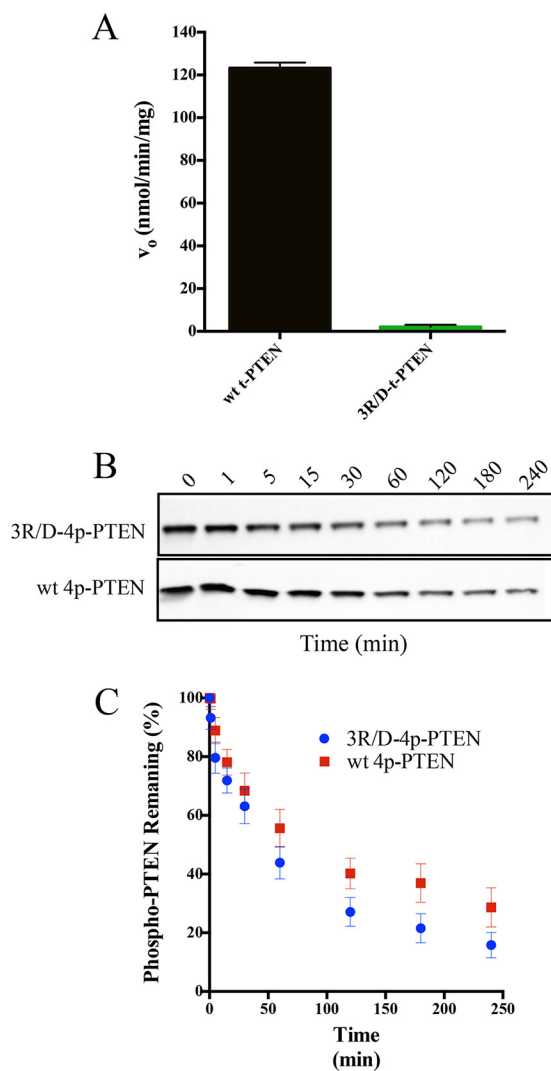 A
140
120
100
80
60
40
20
0
v₀ (nmol/min/mg)
wt t-PTEN
3R/D-t-PTEN
B
0 1 5 15 30 60 120 180 240
3R/D-4p-PTEN
wt 4p-PTEN
Time (min)
C
100
80
60
40
20
0
Phospho-PTEN Remaning (%)
3R/D-4p-PTEN
wt 4p-PTEN
0 50 100 150 200 250
Time
(min)